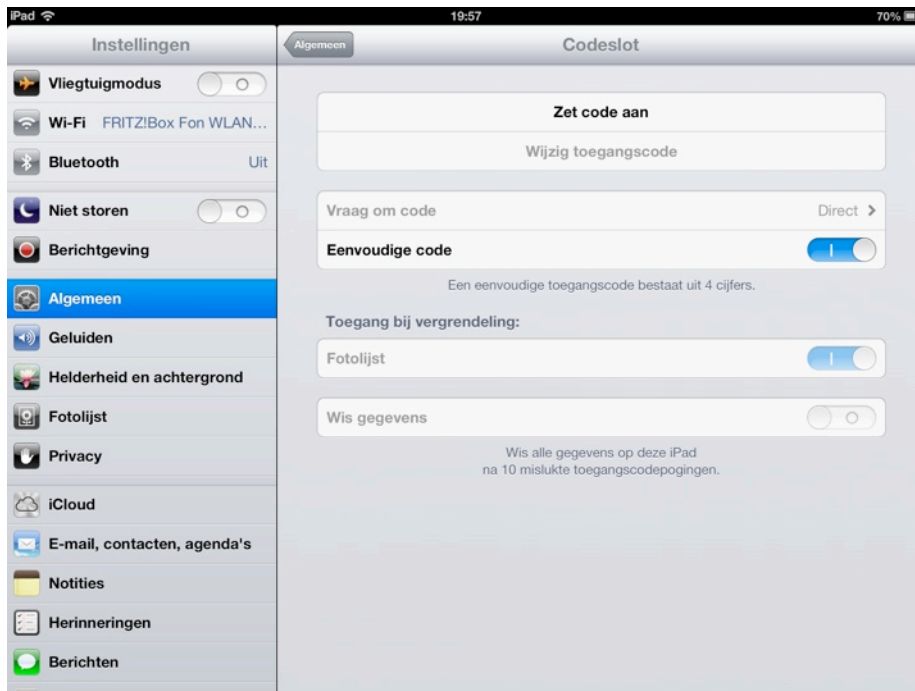 iPad 19:57 70%
Instellingen
Algemeen Codeslot
Vliegtuigmodus
Wi-Fi FRITZ!Box Fon WLAN...
Bluetooth Uit
Niet storen
Berichtgeving
Algemeen
Geluiden
Helderheid en achtergrond
Fotolijst
Privacy
iCloud
E-mail, contacten, agenda's
Notities
Herinneringen
Berichten
Zet code aan
Wijzig toegangscode
Vraag om code Direct
Eenvoudige code
Een eenvoudige toegangscode bestaat uit 4 cijfers.
Toegang bij vergrendeling:
Fotolijst
Wis gegevens
Wis alle gegevens op deze iPad
na 10 mislukte toegangscodepogingen.